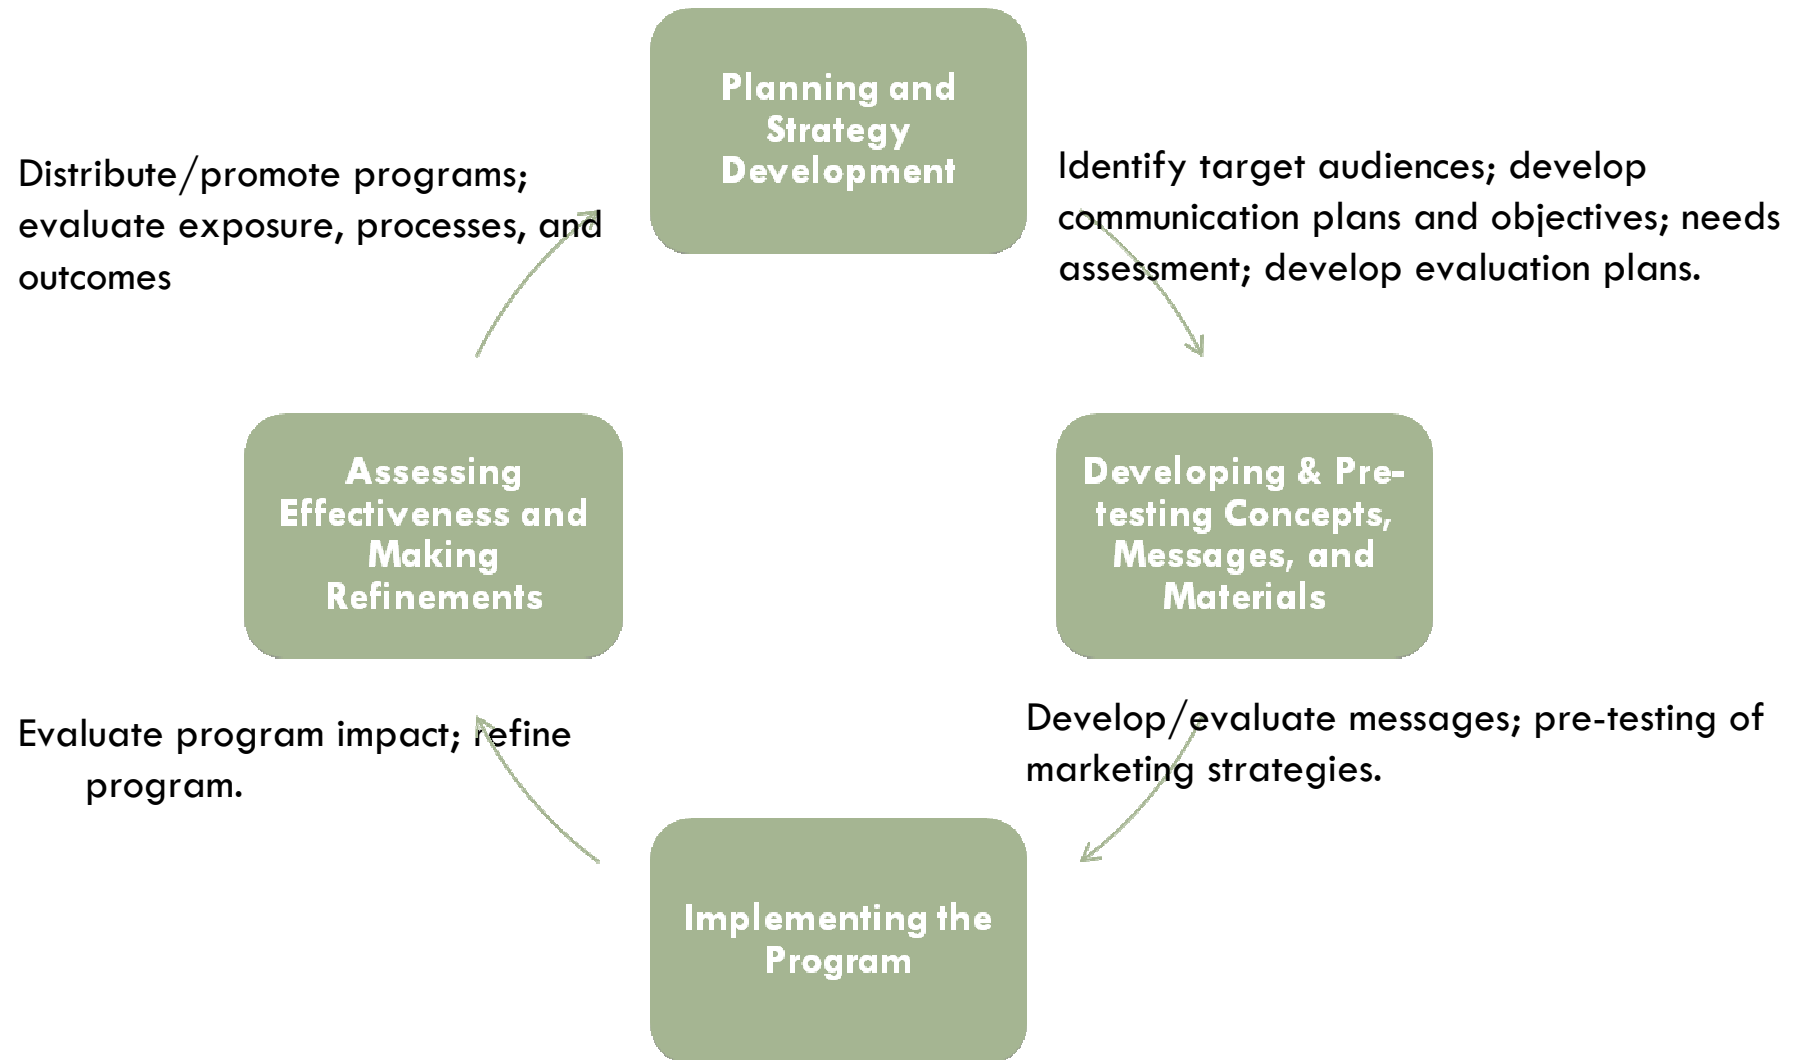 Planning and
Strategy
Development
Distribute/promote programs;
evaluate exposure, processes, and
outcomes
Identify target audiences; develop
communication plans and objectives; needs
assessment; develop evaluation plans.
Assessing
Effectiveness and
Making
Refinements
Developing & Pre-
testing Concepts,
Messages, and
Materials
Evaluate program impact; refine
program.
Develop/evaluate messages; pre-testing of
marketing strategies.
Implementing the
Program